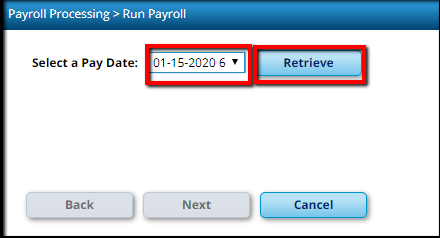 Payroll Processing > Run Payroll
Select a Pay Date: 01-15-2020 6 Retrieve
Back Next Cancel